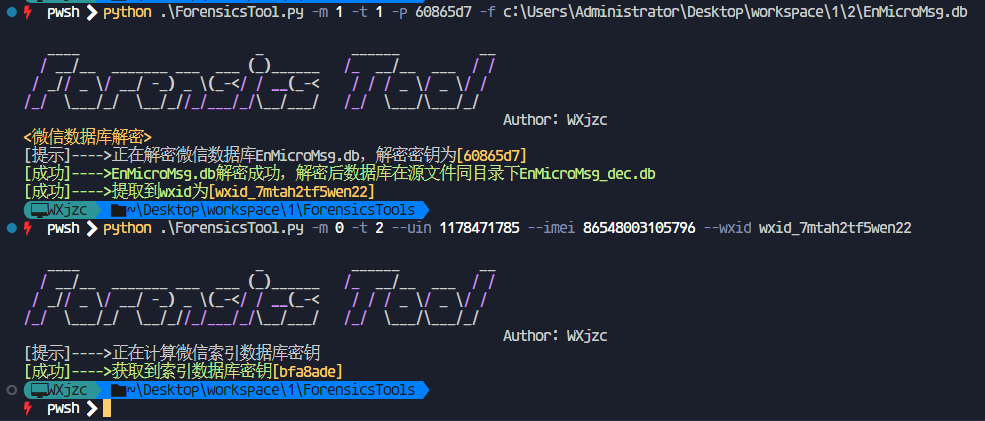 pwsh ❯ python .\ForensicsTool.py -m 1 -t 1 -p 60865d7 -f c:\Users\Administrator\Desktop\workspace\1\2\EnMicroMsg.db
Forensics Tool
Author: WXjzc
<微信数据库解密>
[提示]---->正在解密微信数据库EnMicroMsg.db，解密密钥为[60865d7]
[成功]---->EnMicroMsg.db解密成功，解密后数据库在源文件同目录下EnMicroMsg_dec.db
[成功]---->提取到wxid为[wxid_7mtah2tf5wen22]
WXjzc ~\Desktop\workspace\1\ForensicsTools
pwsh ❯ python .\ForensicsTool.py -m 0 -t 2 --uin 1178471785 --imei 86548003105796 --wxid wxid_7mtah2tf5wen22
Forensics Tool
Author: WXjzc
[提示]---->正在计算微信索引数据库密钥
[成功]---->获取到索引数据库密钥[bfa8ade]
WXjzc ~\Desktop\workspace\1\ForensicsTools
pwsh ❯